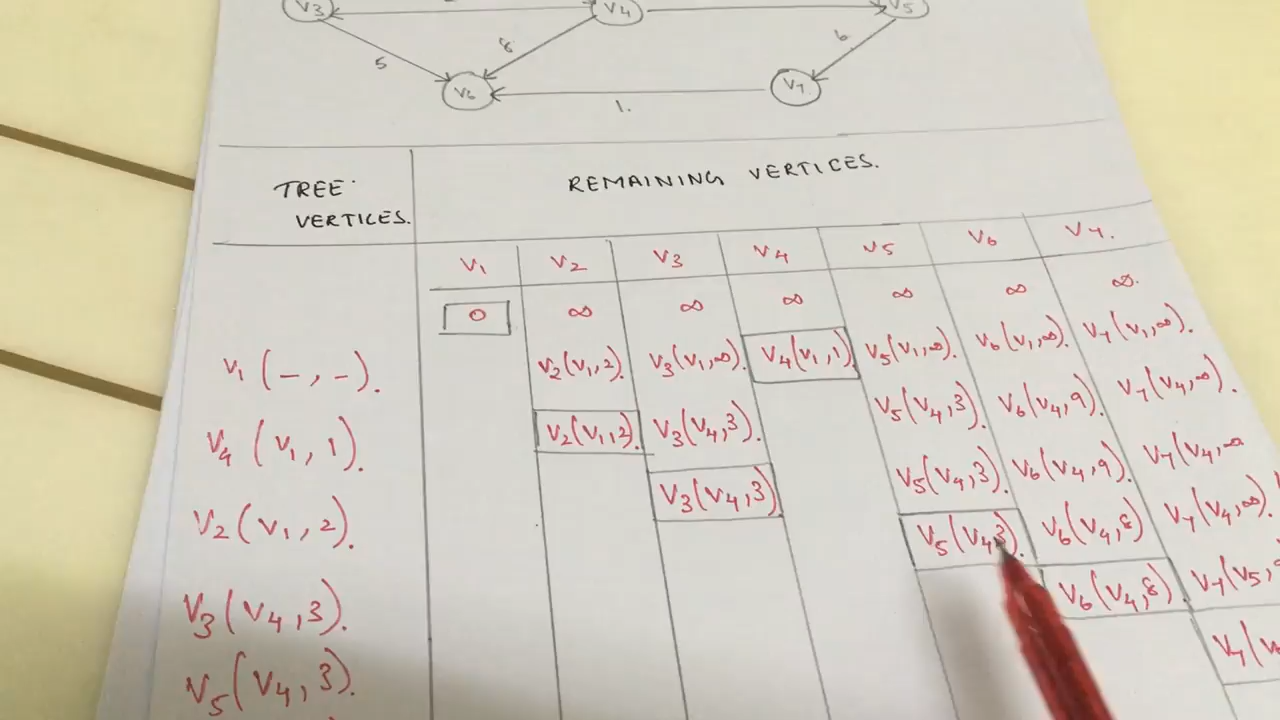 V3 V4 V5
5 8 6
V6 V7
1.
TREE REMAINING VERTICES.
VERTICES.
V1 V2 V3 V4 V5 V6 V7.
0 ∞ ∞ ∞ ∞ ∞ ∞.
V1(-,-). V2(V1,2). V3(V1,∞). V4(V1,1). V5(V1,∞). V6(V1,∞). V7(V1,∞).
V4(V1,1). V2(V1,2). V3(V4,3). V5(V4,3). V6(V4,9). V7(V4,∞).
V2(V1,2). V3(V4,3) V5(V4,3). V6(V4,9). V7(V4,∞
V3(V4,3). V5(V4,3). V6(V4,8) V7(V4,∞).
V5(V4,3). V6(V4,8). V7(V5,
V7(